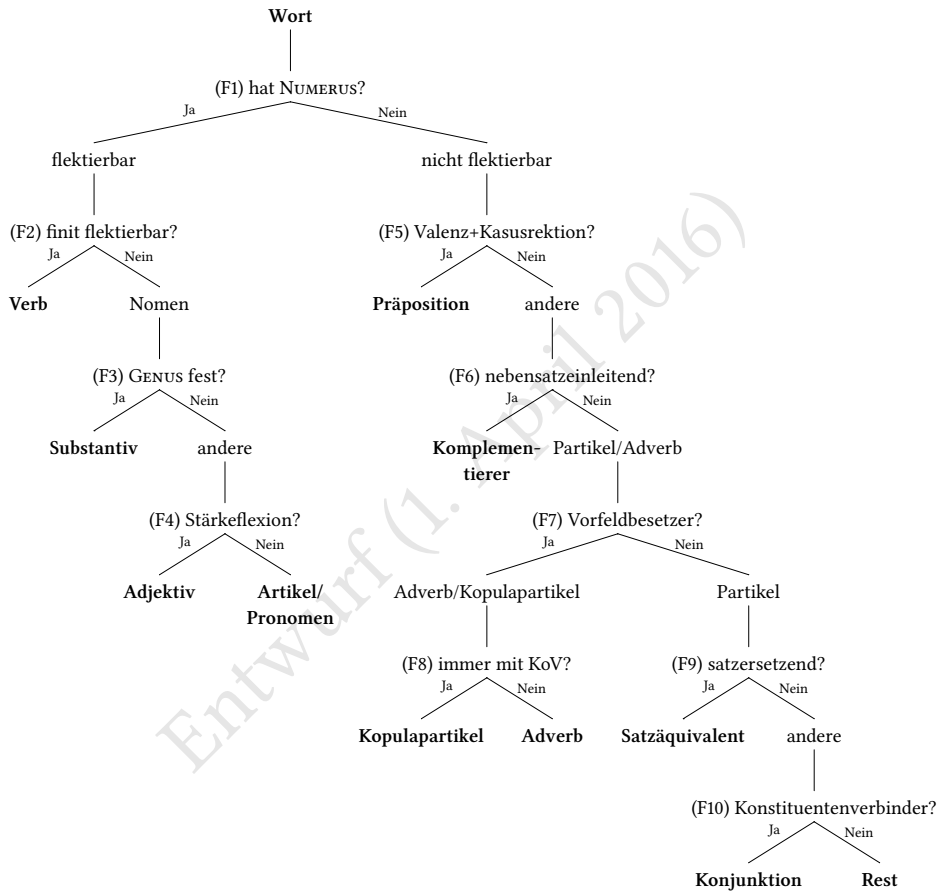 Wort
(F1) hat Numerus?
Ja Nein
flektierbar nicht flektierbar
(F2) finit flektierbar? (F5) Valenz+Kasusrektion?
Ja Nein Ja Nein
Verb Nomen Präposition andere
(F3) Genus fest? (F6) nebensatzeinleitend?
Ja Nein Ja Nein
Substantiv andere Komplemen- Partikel/Adverb
tierer
(F4) Stärkeflexion? (F7) Vorfeldbesetzer?
Ja Nein Ja Nein
Adjektiv Artikel/ Adverb/Kopulapartikel Partikel
Pronomen
(F8) immer mit KoV? (F9) satzersetzend?
Ja Nein Ja Nein
Kopulapartikel Adverb Satzäquivalent andere
(F10) Konstituentenverbinder?
Ja Nein
Konjunktion Rest
Entwurf (1. April 2016)